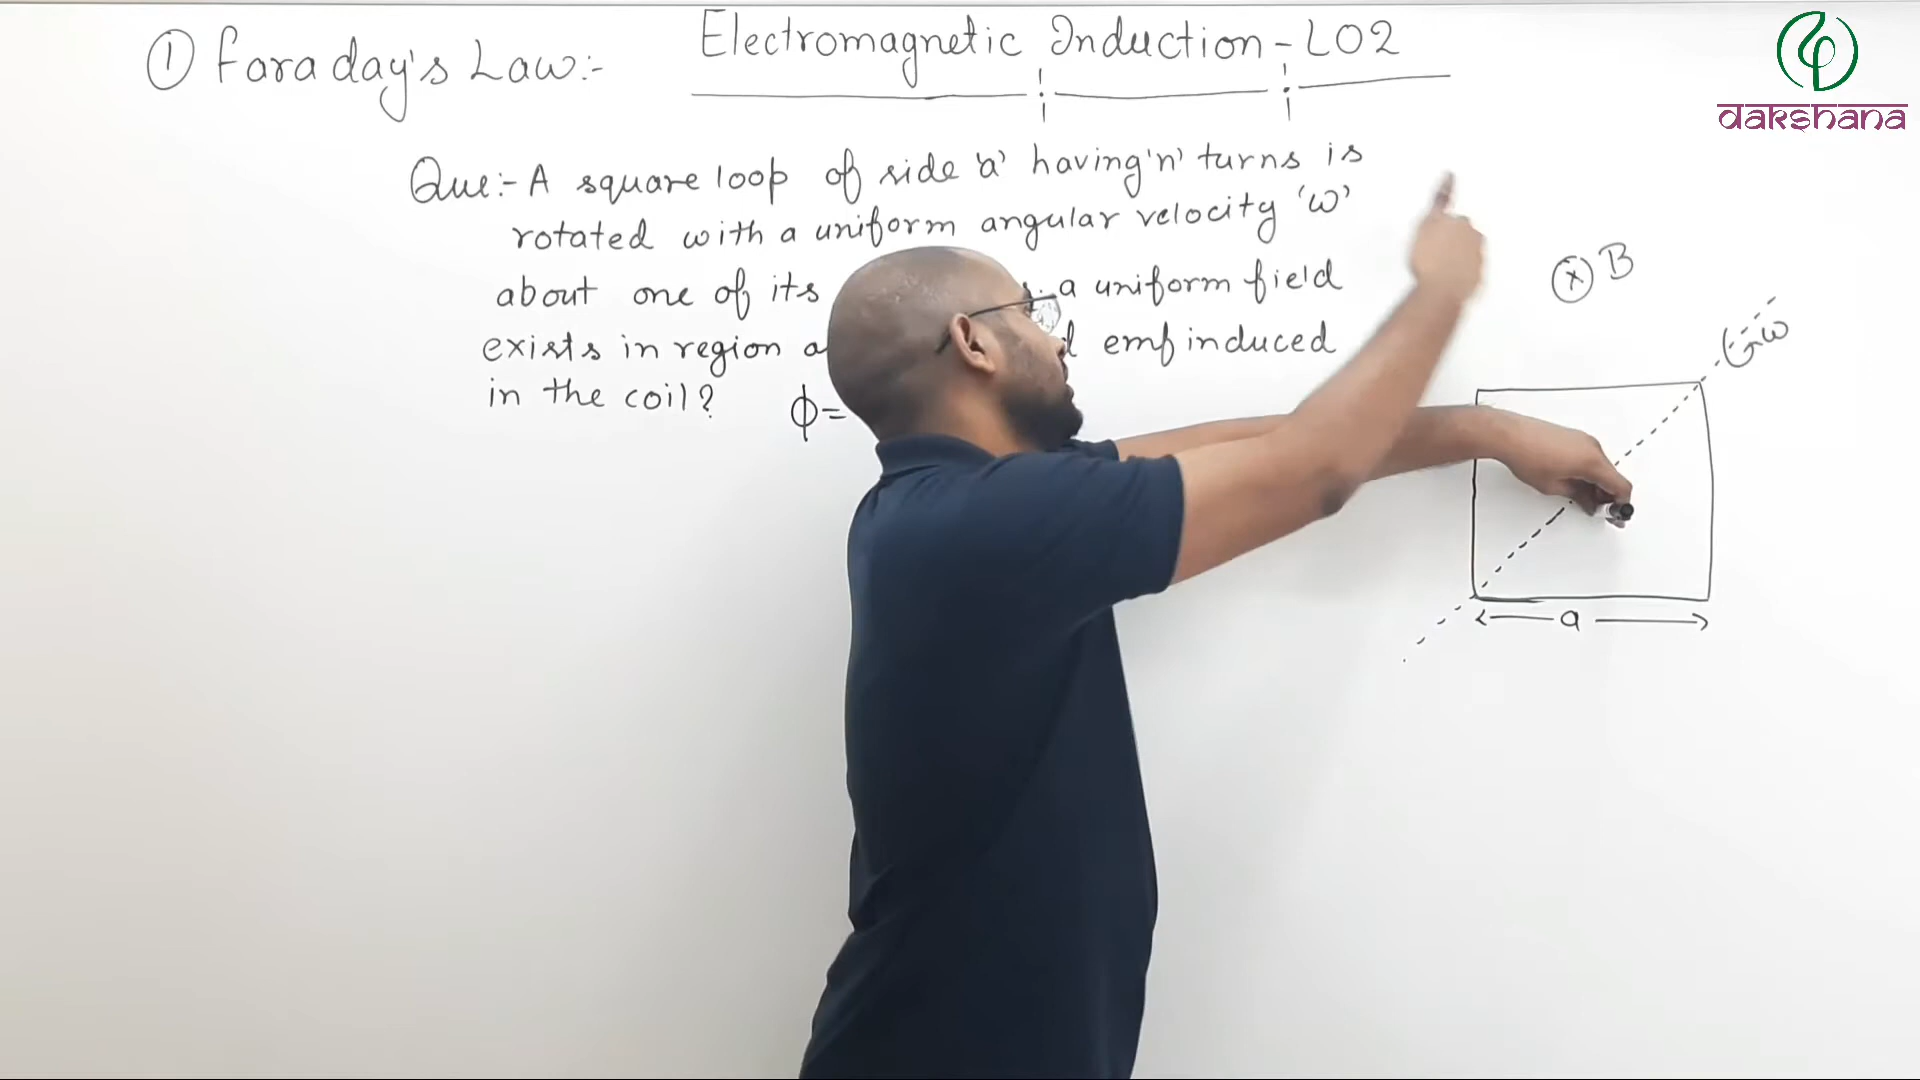 Electromagnetic Induction - L02
① Faraday's Law:-
dakshana
Que:- A square loop of side 'a' having 'n' turns is
rotated with a uniform angular velocity 'ω'
about one of its a uniform field
exists in region emf induced
in the coil? ϕ=
ⓧ B
ω
a